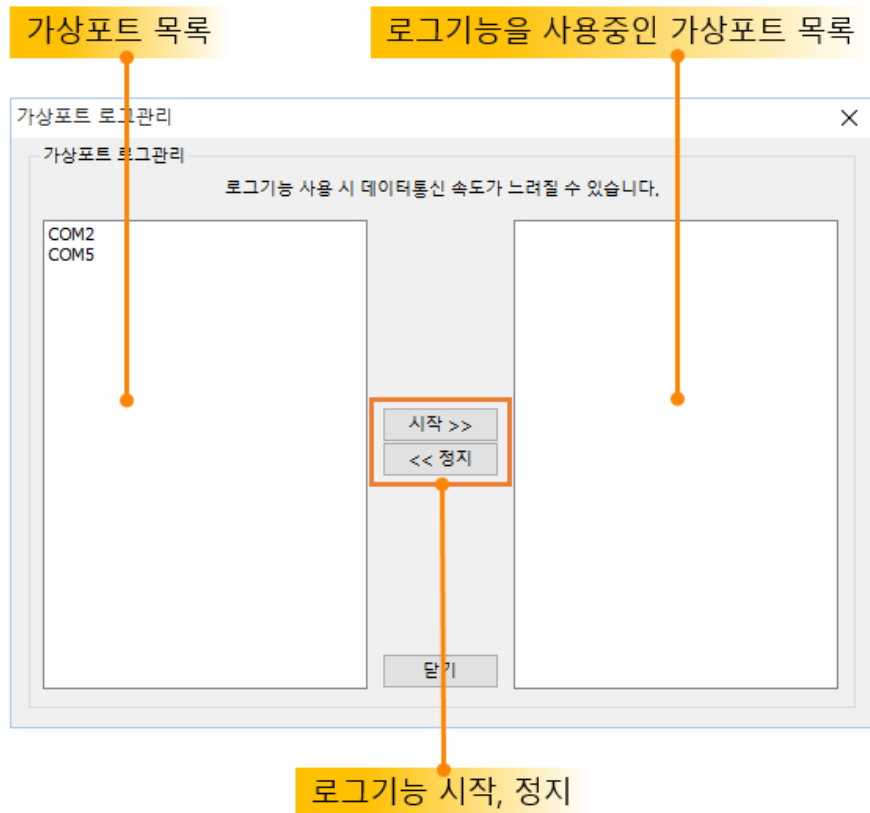 가상포트 목록
로그기능을 사용중인 가상포트 목록
가상포트 로그관리
가상포트 로그관리
로그기능 사용 시 데이터통신 속도가 느려질 수 있습니다.
COM2
COM5
시작 >>
<< 정지
닫기
로그기능 시작, 정지